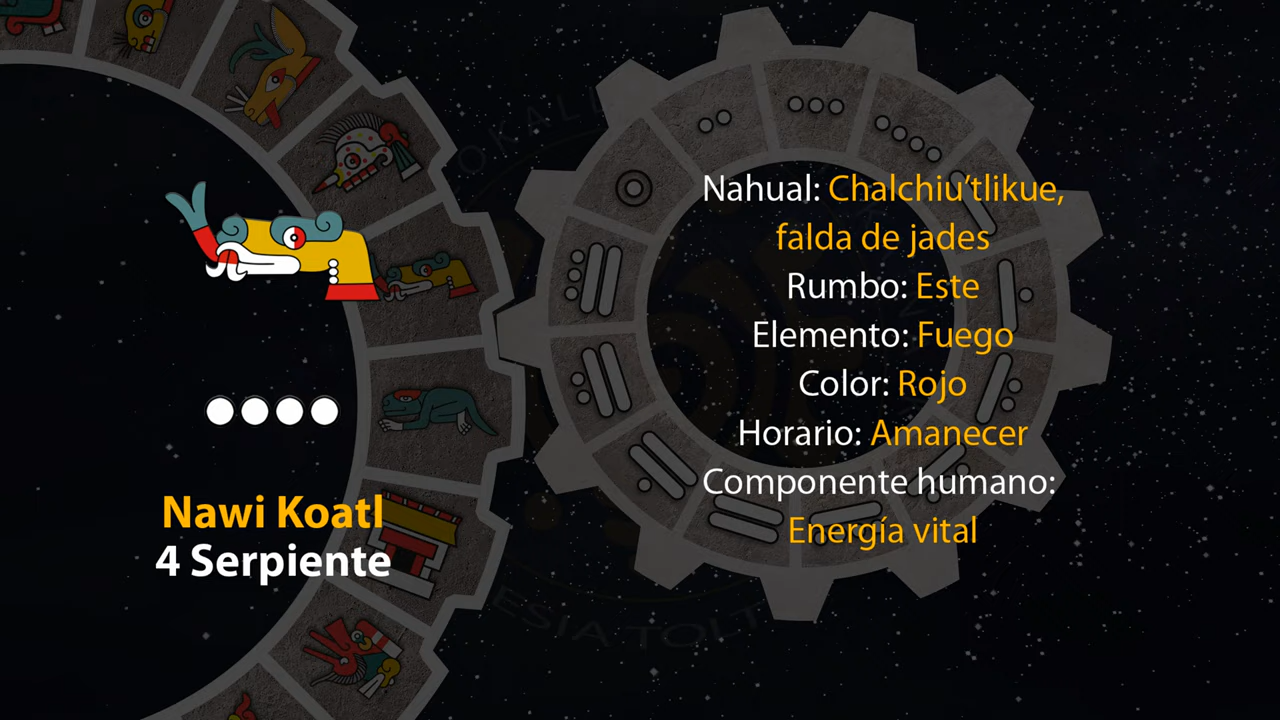 Nahual: Chalchiu’tlikue,
falda de jades
Rumbo: Este
Elemento: Fuego
Color: Rojo
Horario: Amanecer
Componente humano:
Energía vital
Nawi Koatl
4 Serpiente